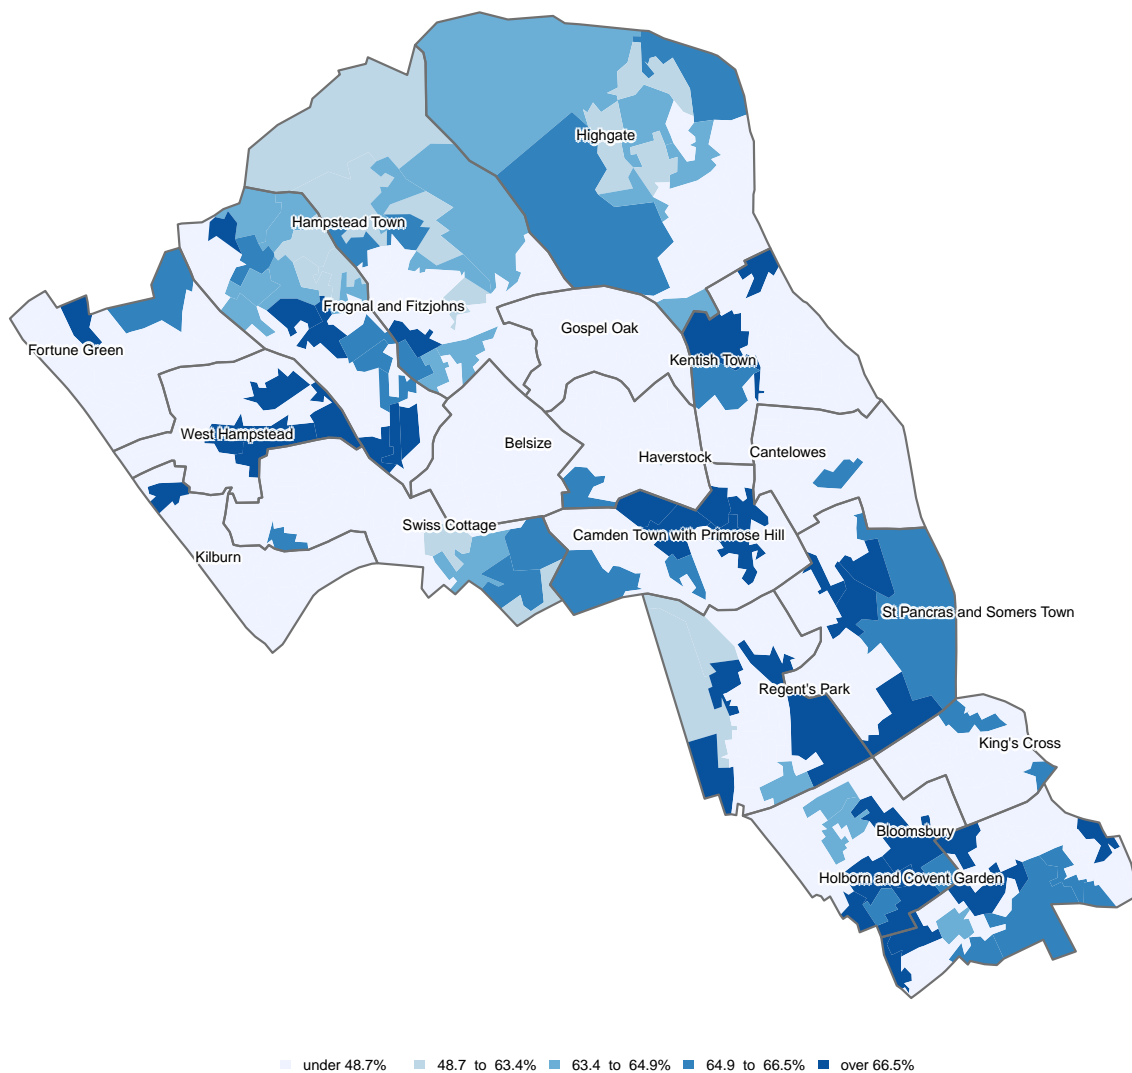 Highgate
Hampstead Town
Frognal and Fitzjohns
Gospel Oak
Fortune Green
Kentish Town
West Hampstead
Belsize
Cantelowes
Haverstock
Swiss Cottage
Camden Town with Primrose Hill
Kilburn
St Pancras and Somers Town
Regent's Park
King's Cross
Bloomsbury
Holborn and Covent Garden
under 48.7% 48.7 to 63.4% 63.4 to 64.9% 64.9 to 66.5% over 66.5%